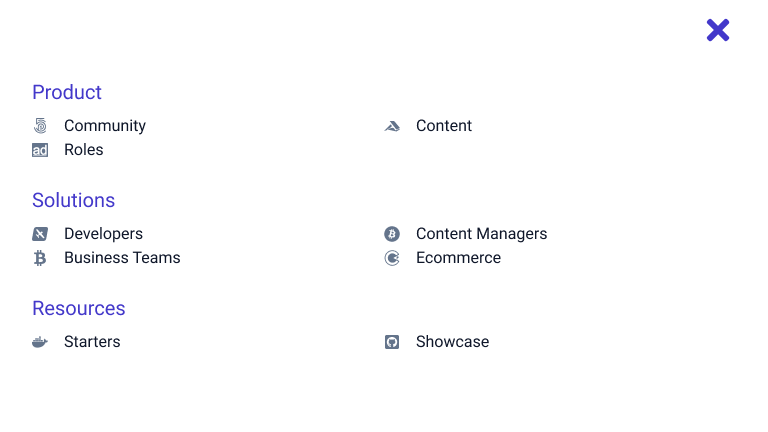 Product
Community
Content
Roles
Solutions
Developers
Content Managers
Business Teams
Ecommerce
Resources
Starters
Showcase